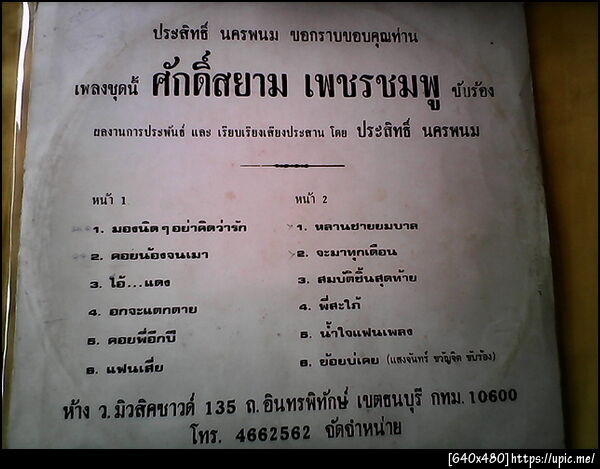 ประสิทธิ์ นครพนม ขอกราบขอบคุณท่าน
เพลงชุดนี้ ศักดิ์สยาม เพชรชมพู ขับร้อง
ผลงานการประพันธ์ และ เรียบเรียงเสียงประสาน โดย ประสิทธิ์ นครพนม
หน้า 1
1. มองนิดๆอย่าคิดว่ารัก
2. คอยน้องจนเมา
3. โอ้...แดง
4. อกจะแตกตาย
5. คอยพี่อีกปี
6. แฟนเสี่ย
หน้า 2
1. หลานชายยมบาล
2. จะมาทุกเดือน
3. สมบัติชิ้นสุดท้าย
4. พี่สะใภ้
5. น้ำใจแฟนเพลง
6. ย้อยบ่เคย (แสงจันทร์ ขวัญจิต ขับร้อง)
ห้าง ว.มิวสิคซาวด์ 135 ถ.อินทรพิทักษ์ เขตธนบุรี กทม.10600
โทร. 4662562 จัดจำหน่าย
[640x480]https://upic.me/